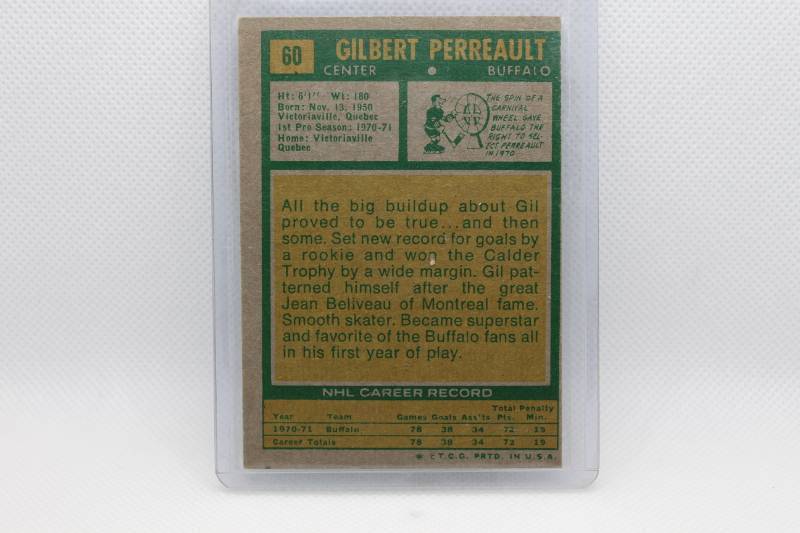 60 GILBERT PERREAULT
CENTER • BUFFALO
Ht: 6'1" Wt: 180
Born: Nov. 13, 1950
Victoriaville, Quebec
1st Pro Season: 1970-71
Home: Victoriaville
Quebec
THE SPIN OF A
CARNIVAL
WHEEL GAVE
BUFFALO THE
RIGHT TO SEL-
ECT PERREAULT
IN 1970
All the big buildup about Gil
proved to be true...and then
some. Set new record for goals by
a rookie and won the Calder
Trophy by a wide margin. Gil pat-
terned himself after the great
Jean Beliveau of Montreal fame.
Smooth skater. Became superstar
and favorite of the Buffalo fans all
in his first year of play.
NHL CAREER RECORD
Total Penalty
Year Team Games Goals Ass'ts Pts. Min.
1970-71 Buffalo 78 38 34 72 19
Career Totals 78 38 34 72 19
* © T.C.G. PRTD. IN U.S.A.